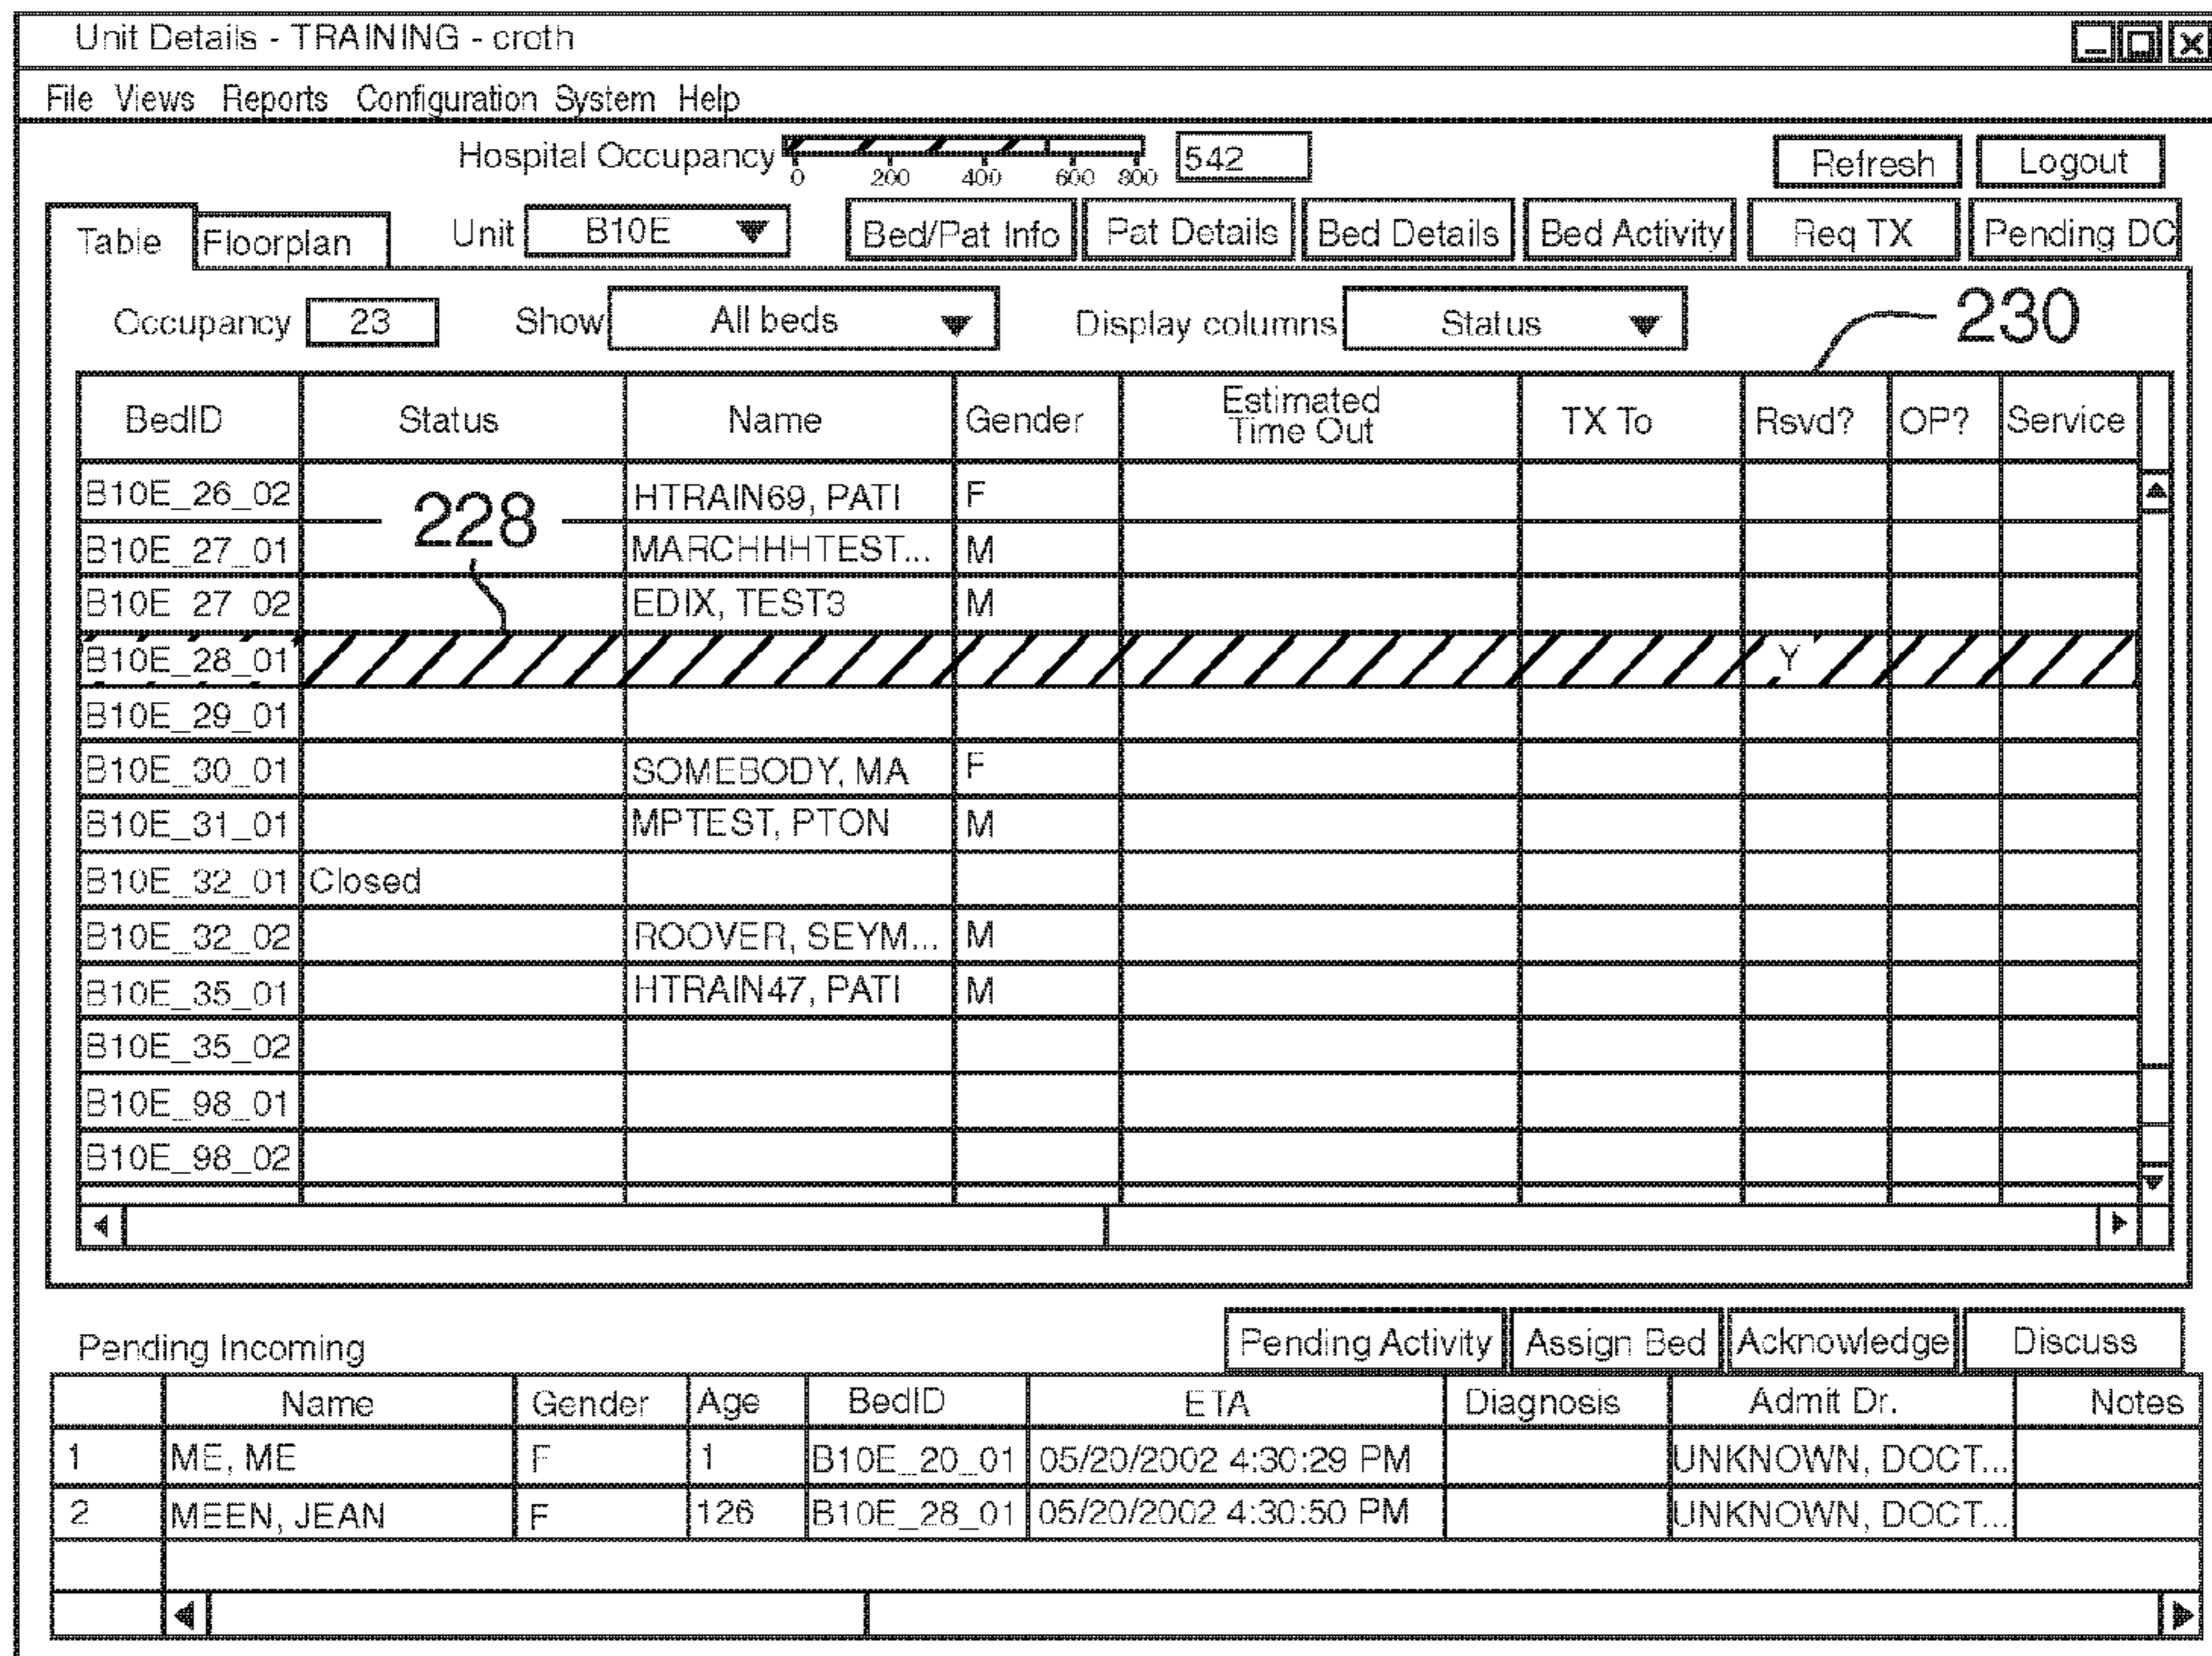 Unit Details - TRAINING - croth
File Views Reports Configuration System Help
Hospital Occupancy 0 200 400 600 800 542 Refresh Logout
Table Floorplan Unit B10E Bed/Pat Info Pat Details Bed Details Bed Activity Req TX Pending DC
Occupancy 23 Show All beds Display columns Status 230
BedID Status Name Gender Estimated Time Out TX To Rsvd? OP? Service
B10E_26_02 HTRAIN69, PATI F
228
B10E_27_01 MARCHHHTEST... M
B10E 27 02 EDIX, TEST3 M
B10E_28_01 Y
B10E_29_01
B10E_30_01 SOMEBODY, MA F
B10E_31_01 MPTEST, PTON M
B10E_32_01 Closed
B10E_32_02 ROOVER, SEYM... M
B10E_35_01 HTRAIN47, PATI M
B10E_35_02
B10E_98_01
B10E_98_02
Pending Incoming Pending Activity Assign Bed Acknowledge Discuss
Name Gender Age BedID ETA Diagnosis Admit Dr. Notes
1 ME, ME F 1 B10E_20_01 05/20/2002 4:30:29 PM UNKNOWN, DOCT...
2 MEEN, JEAN F 126 B10E_28_01 05/20/2002 4:30:50 PM UNKNOWN, DOCT...